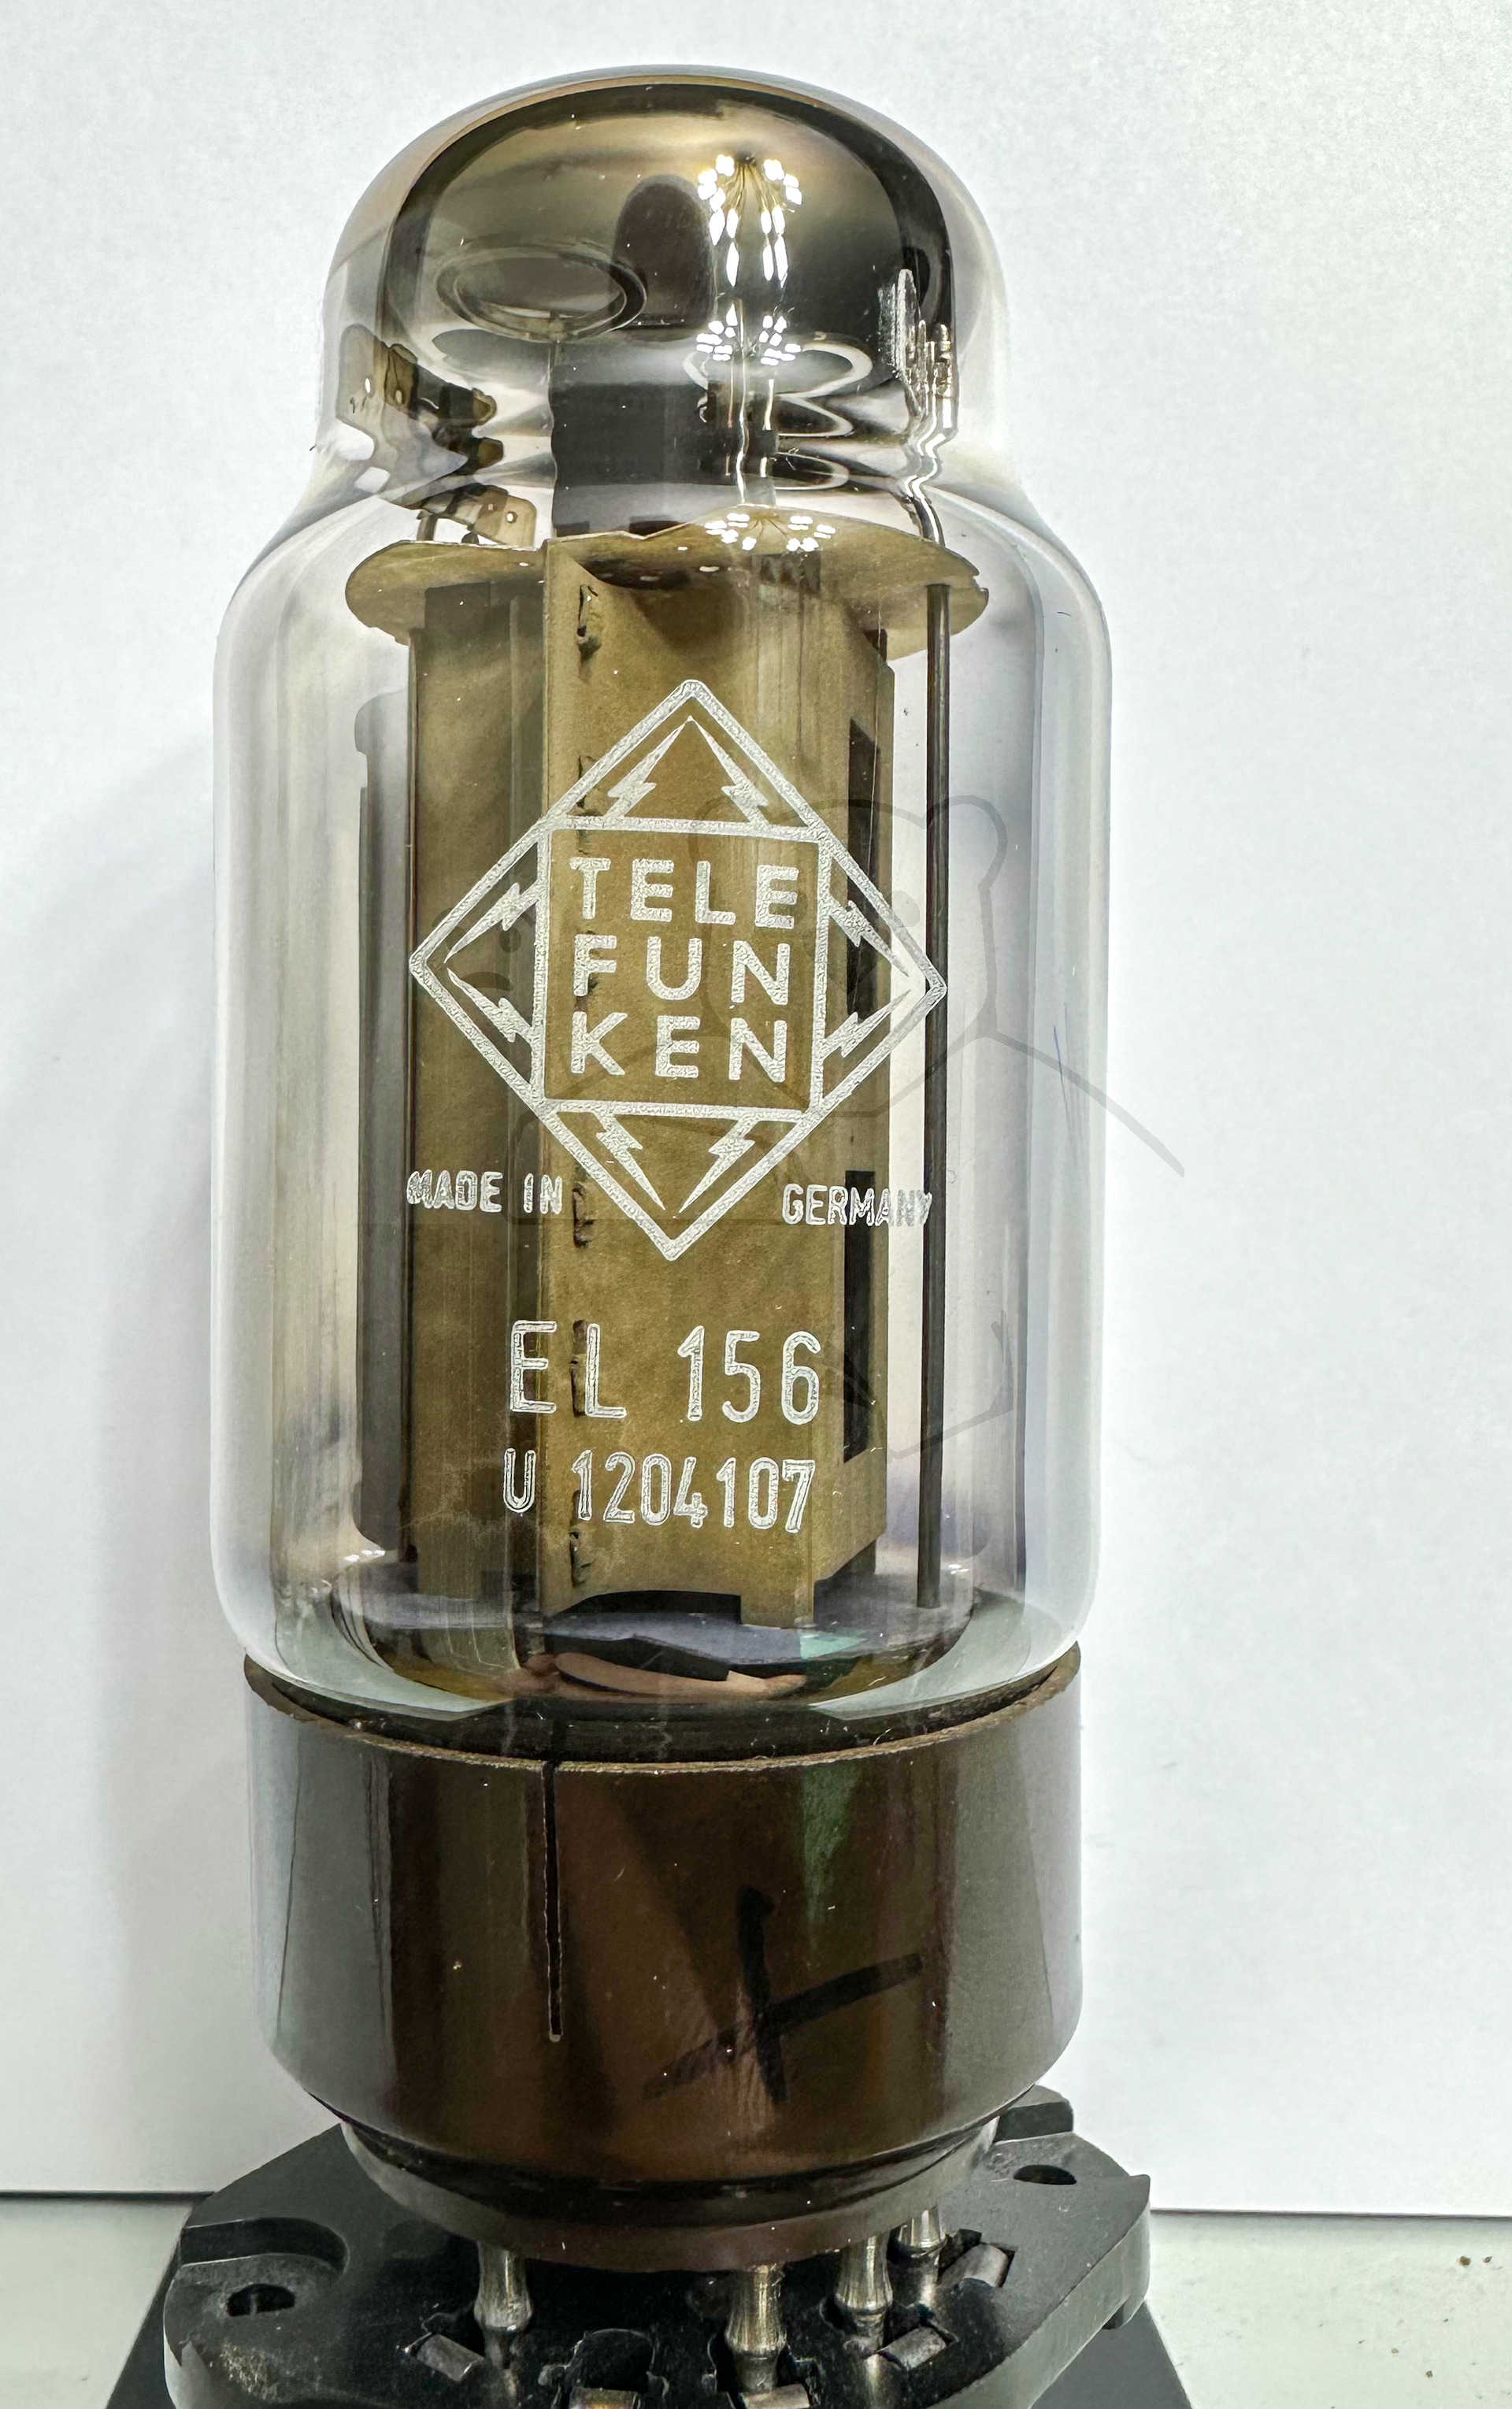 TELE
FUN
KEN
MADE IN GERMANY
EL 156
U 1204107